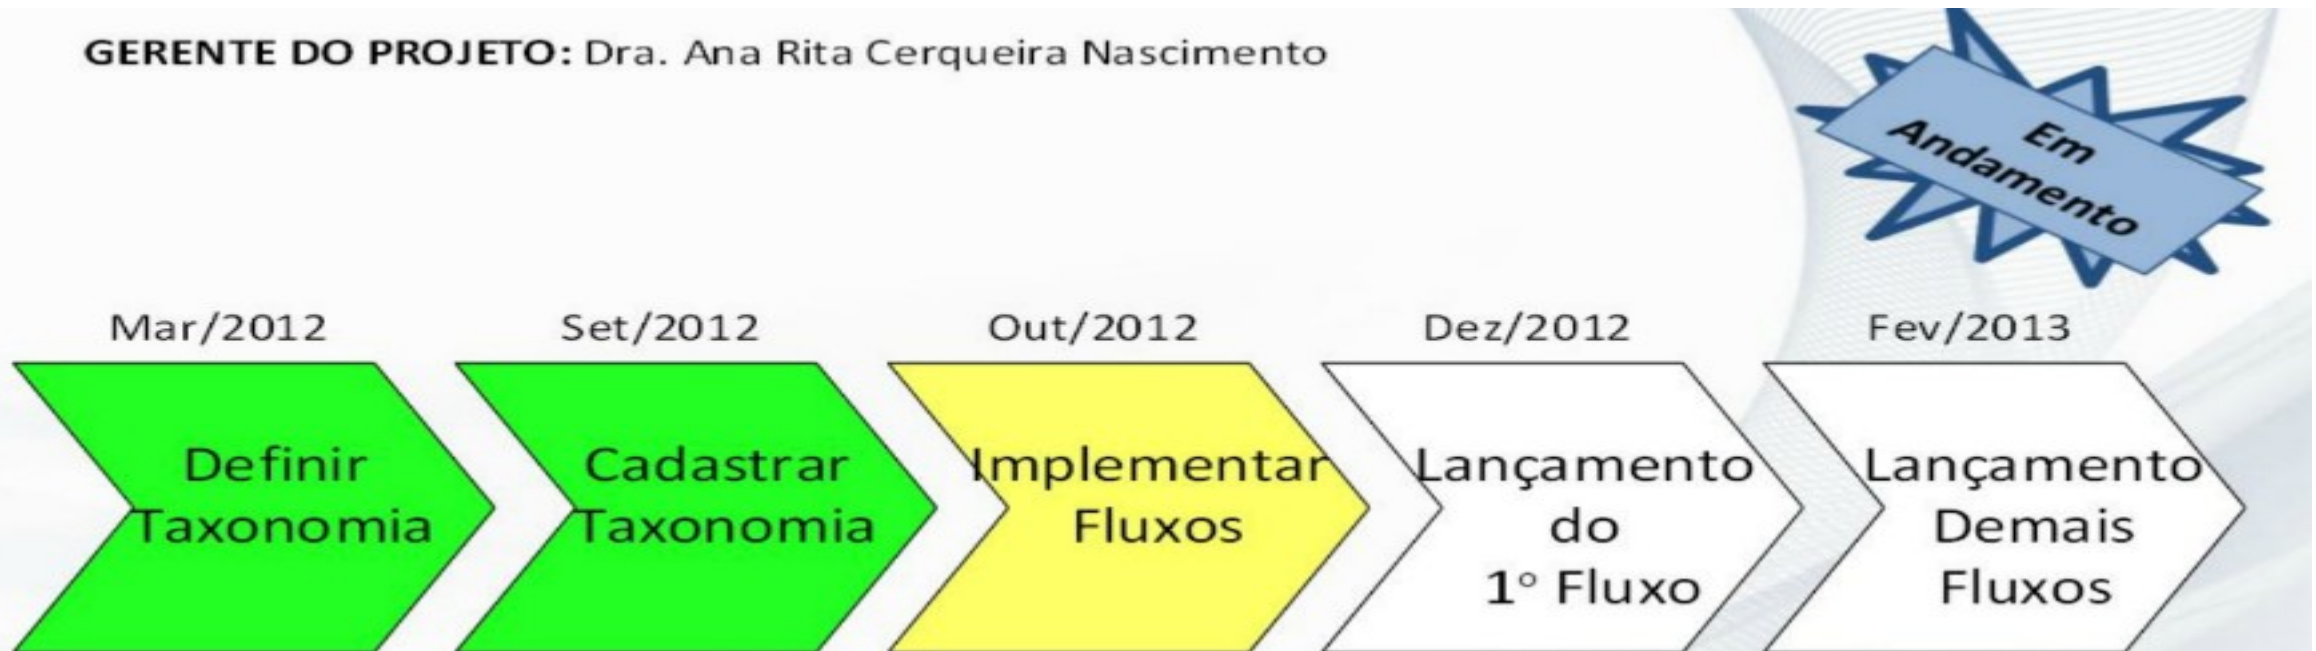 GERENTE DO PROJETO: Dra. Ana Rita Cerqueira Nascimento
Em
Andamento
Mar/2012
Set/2012
Out/2012
Dez/2012
Fev/2013
Definir
Taxonomia
Cadastrar
Taxonomia
Implementar
Fluxos
Lançamento
do
1º Fluxo
Lançamento
Demais
Fluxos